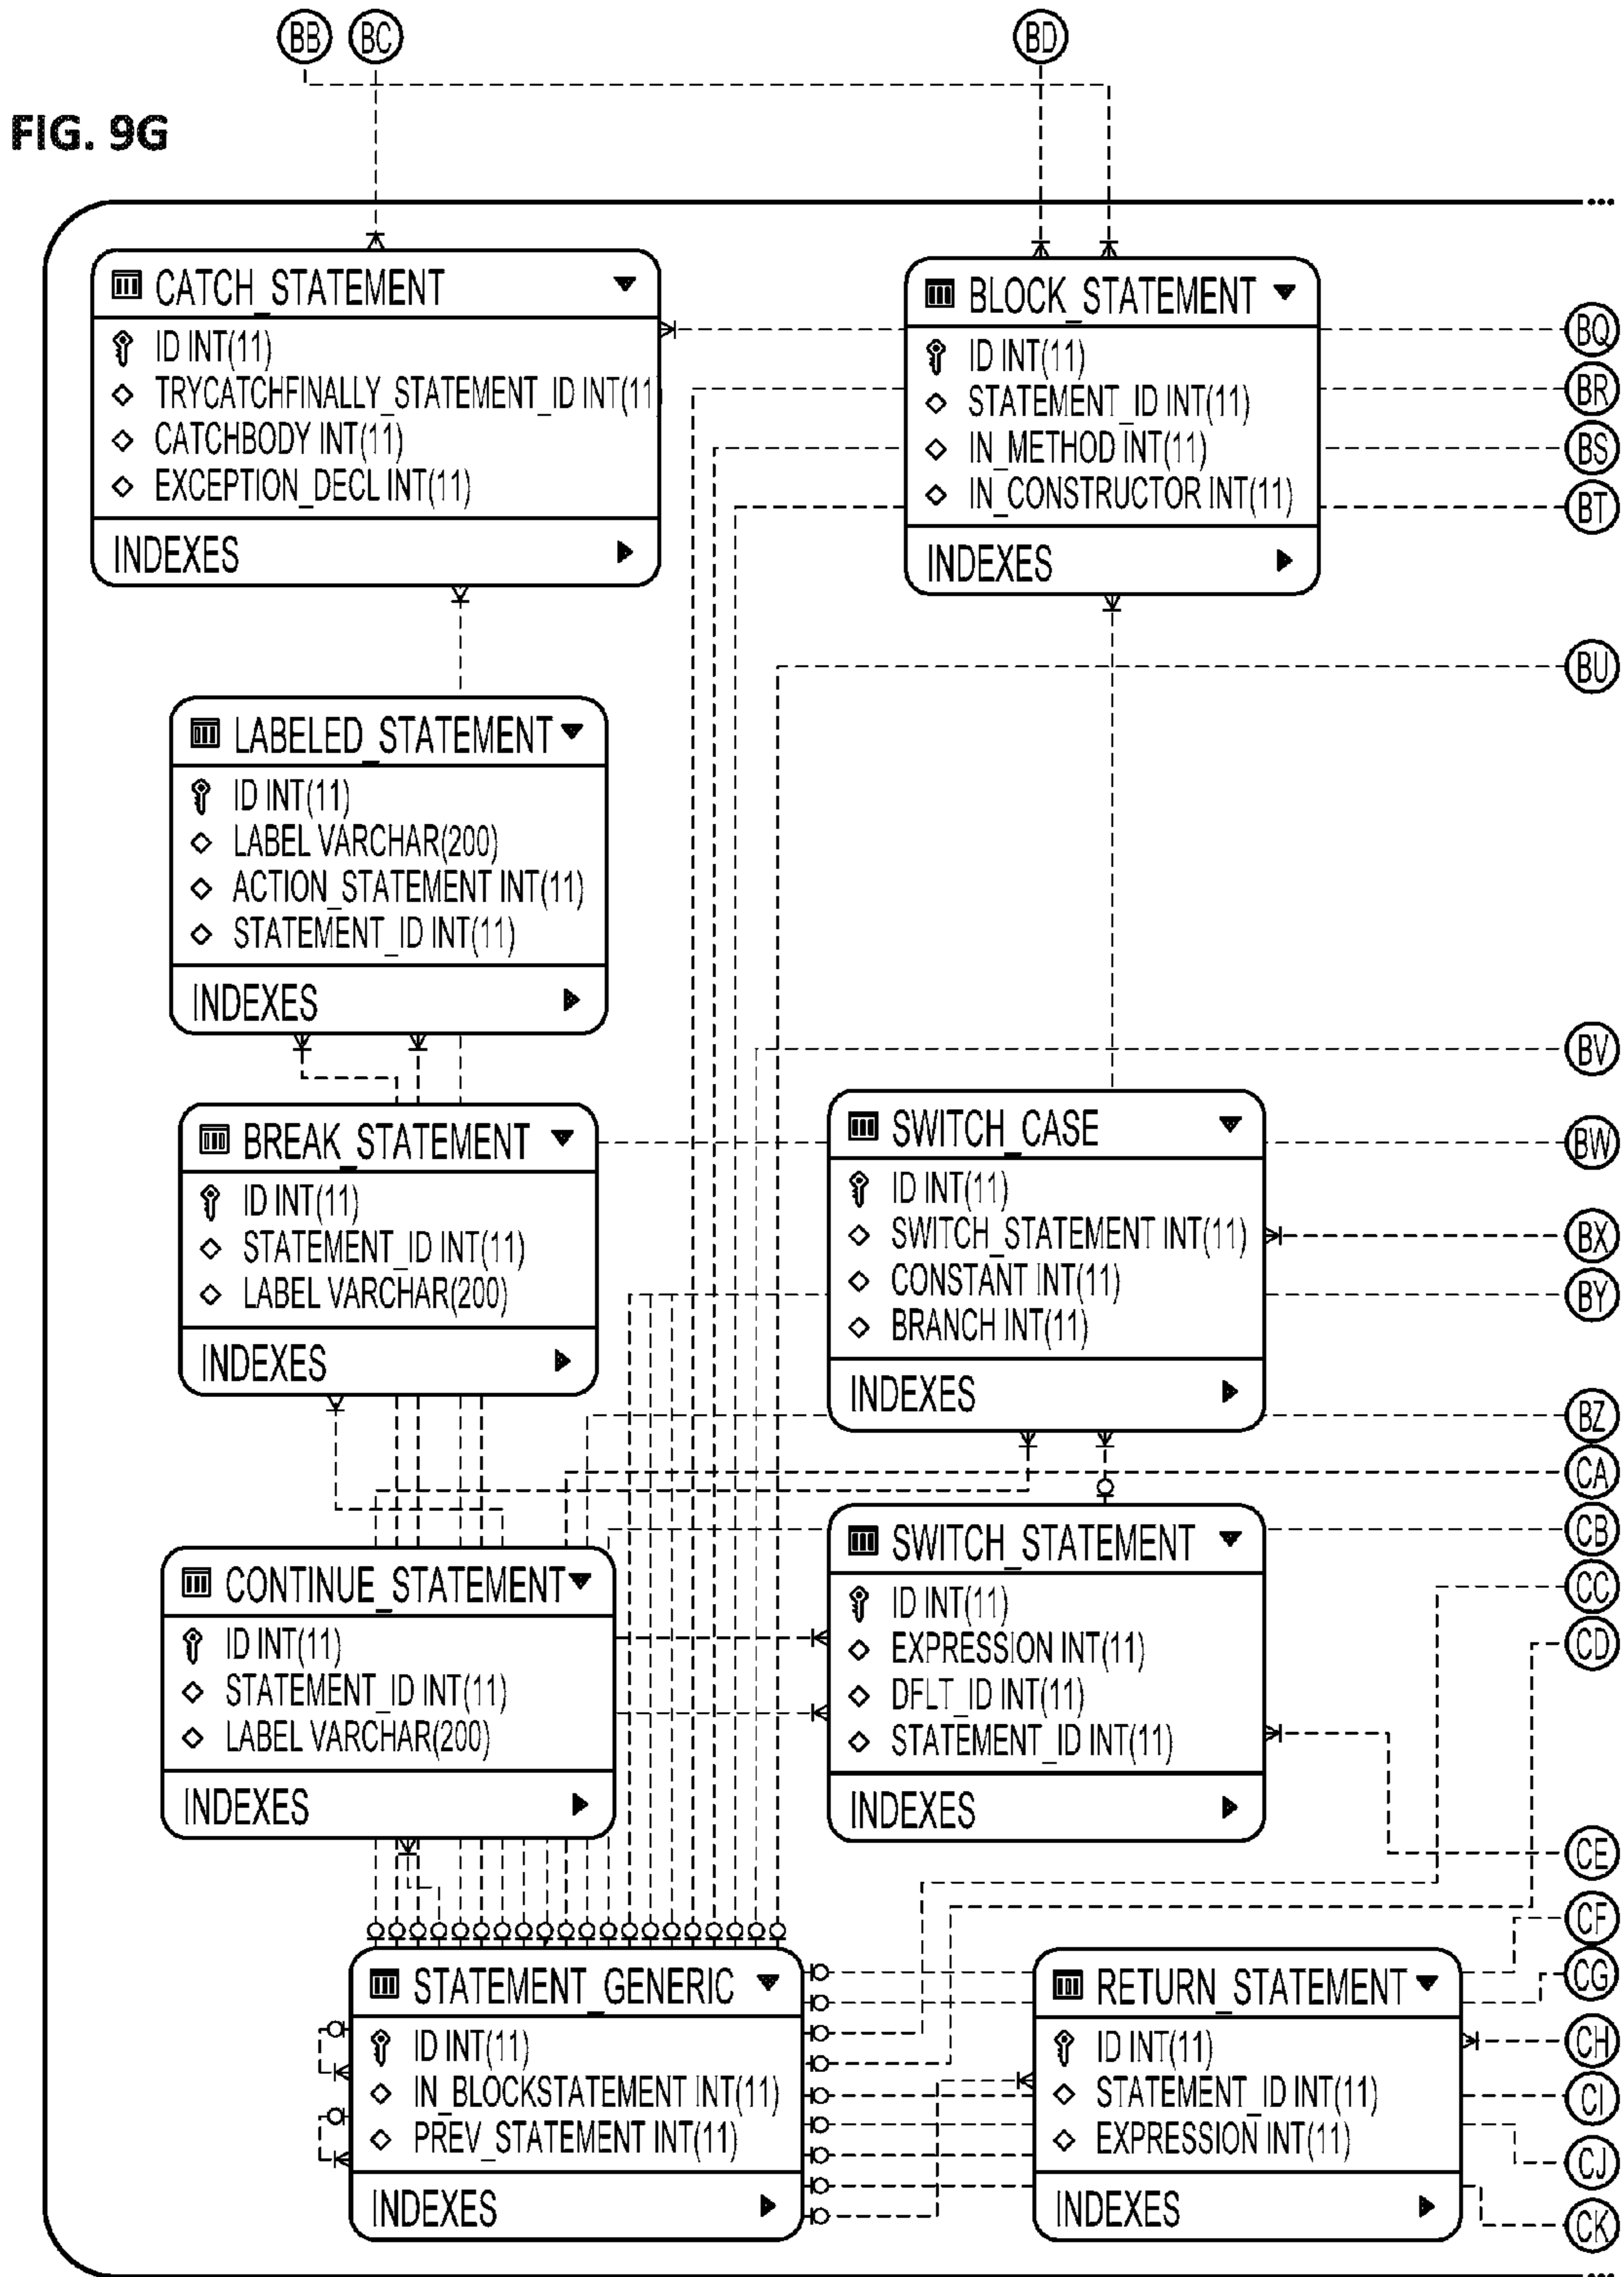 BB BC BD
FIG. 9G
CATCH_STATEMENT
ID INT(11)
TRYCATCHFINALLY_STATEMENT_ID INT(11)
CATCHBODY INT(11)
EXCEPTION_DECL INT(11)
INDEXES
BLOCK_STATEMENT
ID INT(11)
STATEMENT_ID INT(11)
IN_METHOD INT(11)
IN_CONSTRUCTOR INT(11)
INDEXES
BQ
BR
BS
BT
BU
LABELED_STATEMENT
ID INT(11)
LABEL VARCHAR(200)
ACTION_STATEMENT INT(11)
STATEMENT_ID INT(11)
INDEXES
BV
BREAK_STATEMENT
ID INT(11)
STATEMENT_ID INT(11)
LABEL VARCHAR(200)
INDEXES
SWITCH_CASE
ID INT(11)
SWITCH_STATEMENT INT(11)
CONSTANT INT(11)
BRANCH INT(11)
INDEXES
BW
BX
BY
BZ
CA
CB
CC
CD
CONTINUE_STATEMENT
ID INT(11)
STATEMENT_ID INT(11)
LABEL VARCHAR(200)
INDEXES
SWITCH_STATEMENT
ID INT(11)
EXPRESSION INT(11)
DFLT_ID INT(11)
STATEMENT_ID INT(11)
INDEXES
CE
STATEMENT_GENERIC
ID INT(11)
IN_BLOCKSTATEMENT INT(11)
PREV_STATEMENT INT(11)
INDEXES
RETURN_STATEMENT
ID INT(11)
STATEMENT_ID INT(11)
EXPRESSION INT(11)
INDEXES
CF
CG
CH
CI
CJ
CK